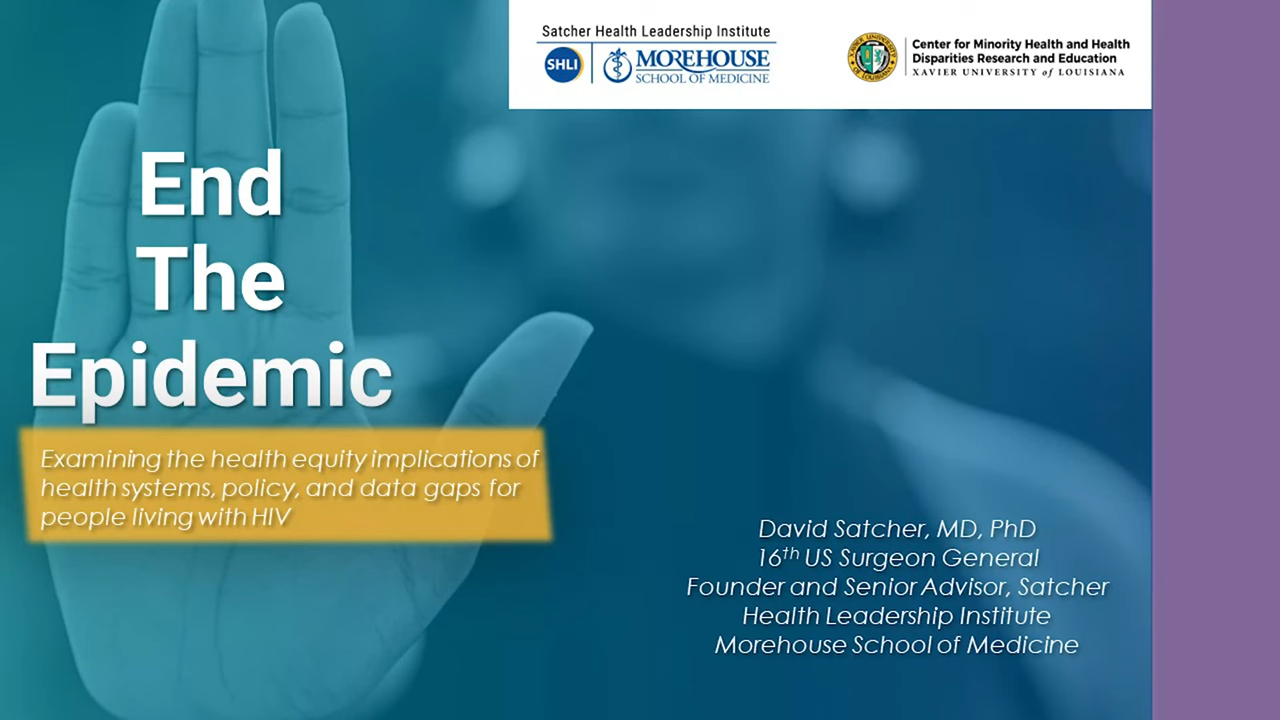 Satcher Health Leadership Institute
SHLI
MOREHOUSE
SCHOOL OF MEDICINE
Center for Minority Health and Health
Disparities Research and Education
XAVIER UNIVERSITY of LOUISIANA
End
The
Epidemic
Examining the health equity implications of
health systems, policy, and data gaps for
people living with HIV
David Satcher, MD, PhD
16th US Surgeon General
Founder and Senior Advisor, Satcher
Health Leadership Institute
Morehouse School of Medicine